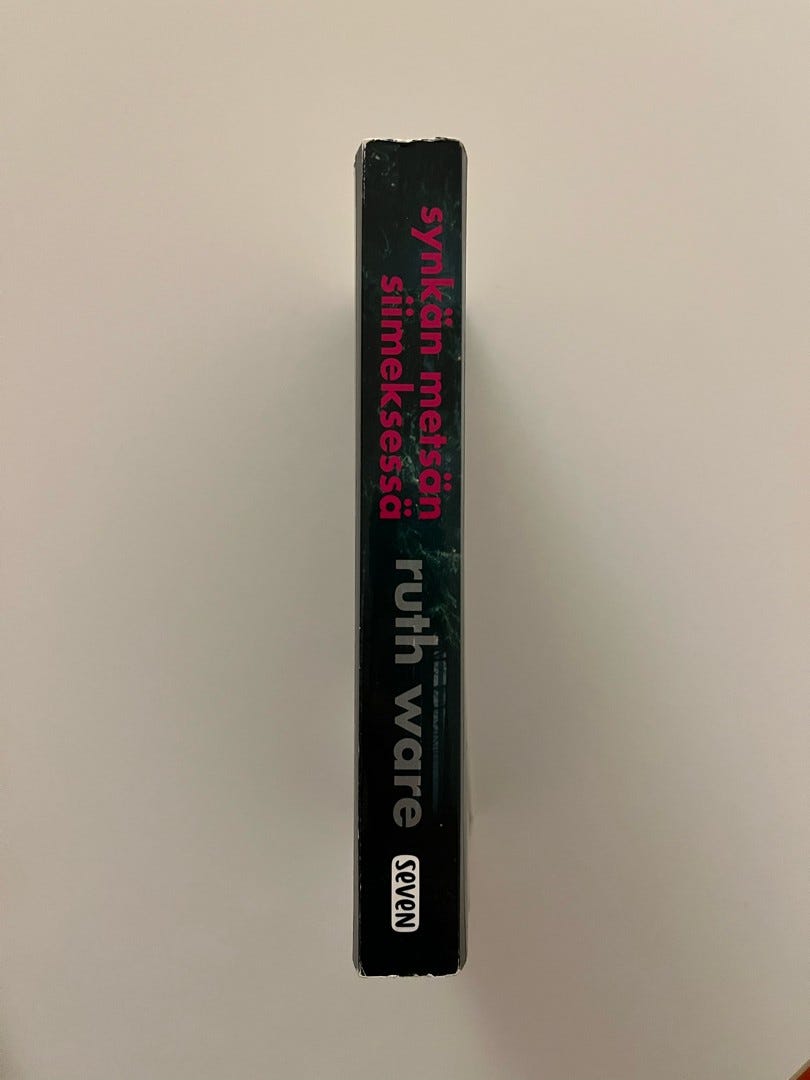 synkän metsän
siimeksessä
ruth ware
seven